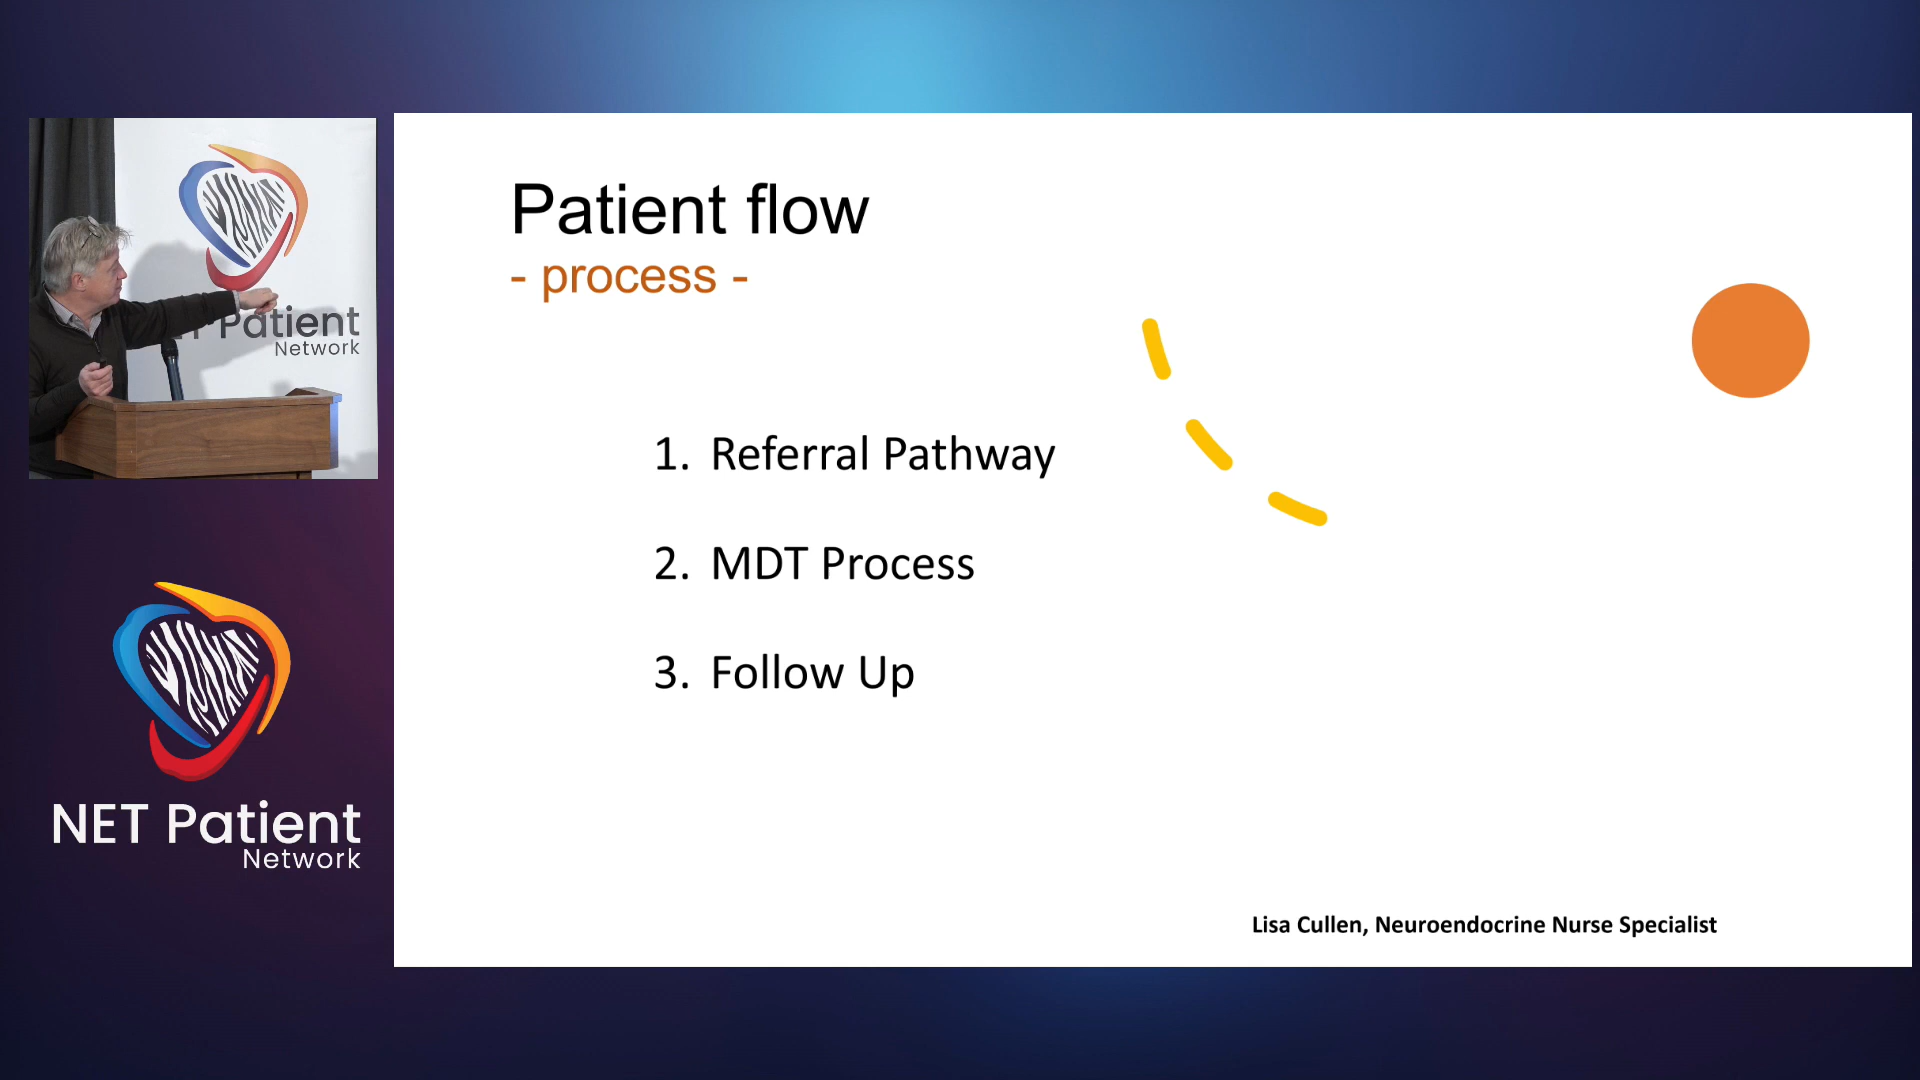 Patient flow
- process -
1. Referral Pathway
2. MDT Process
3. Follow Up
Lisa Cullen, Neuroendocrine Nurse Specialist
Patient
Network
NET Patient
Network